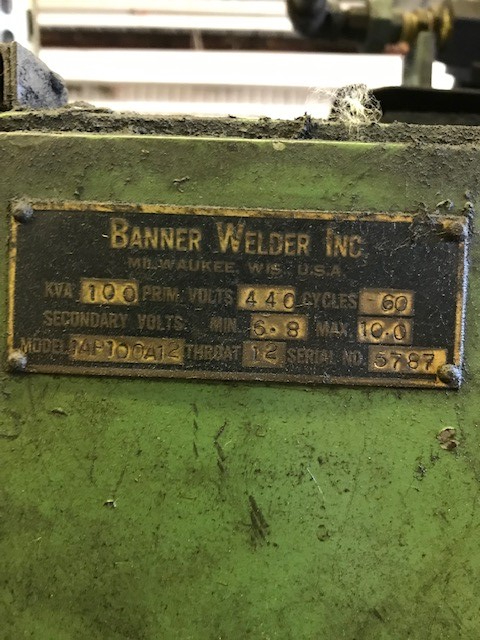 BANNER WELDER INC.
MILWAUKEE, WIS., U.S.A.
KVA 100 PRIM. VOLTS 440 CYCLES 60
SECONDARY VOLTS. MIN. 6.8 MAX. 10.0
MODEL 1AP100A12 THROAT 12 SERIAL NO. 5787